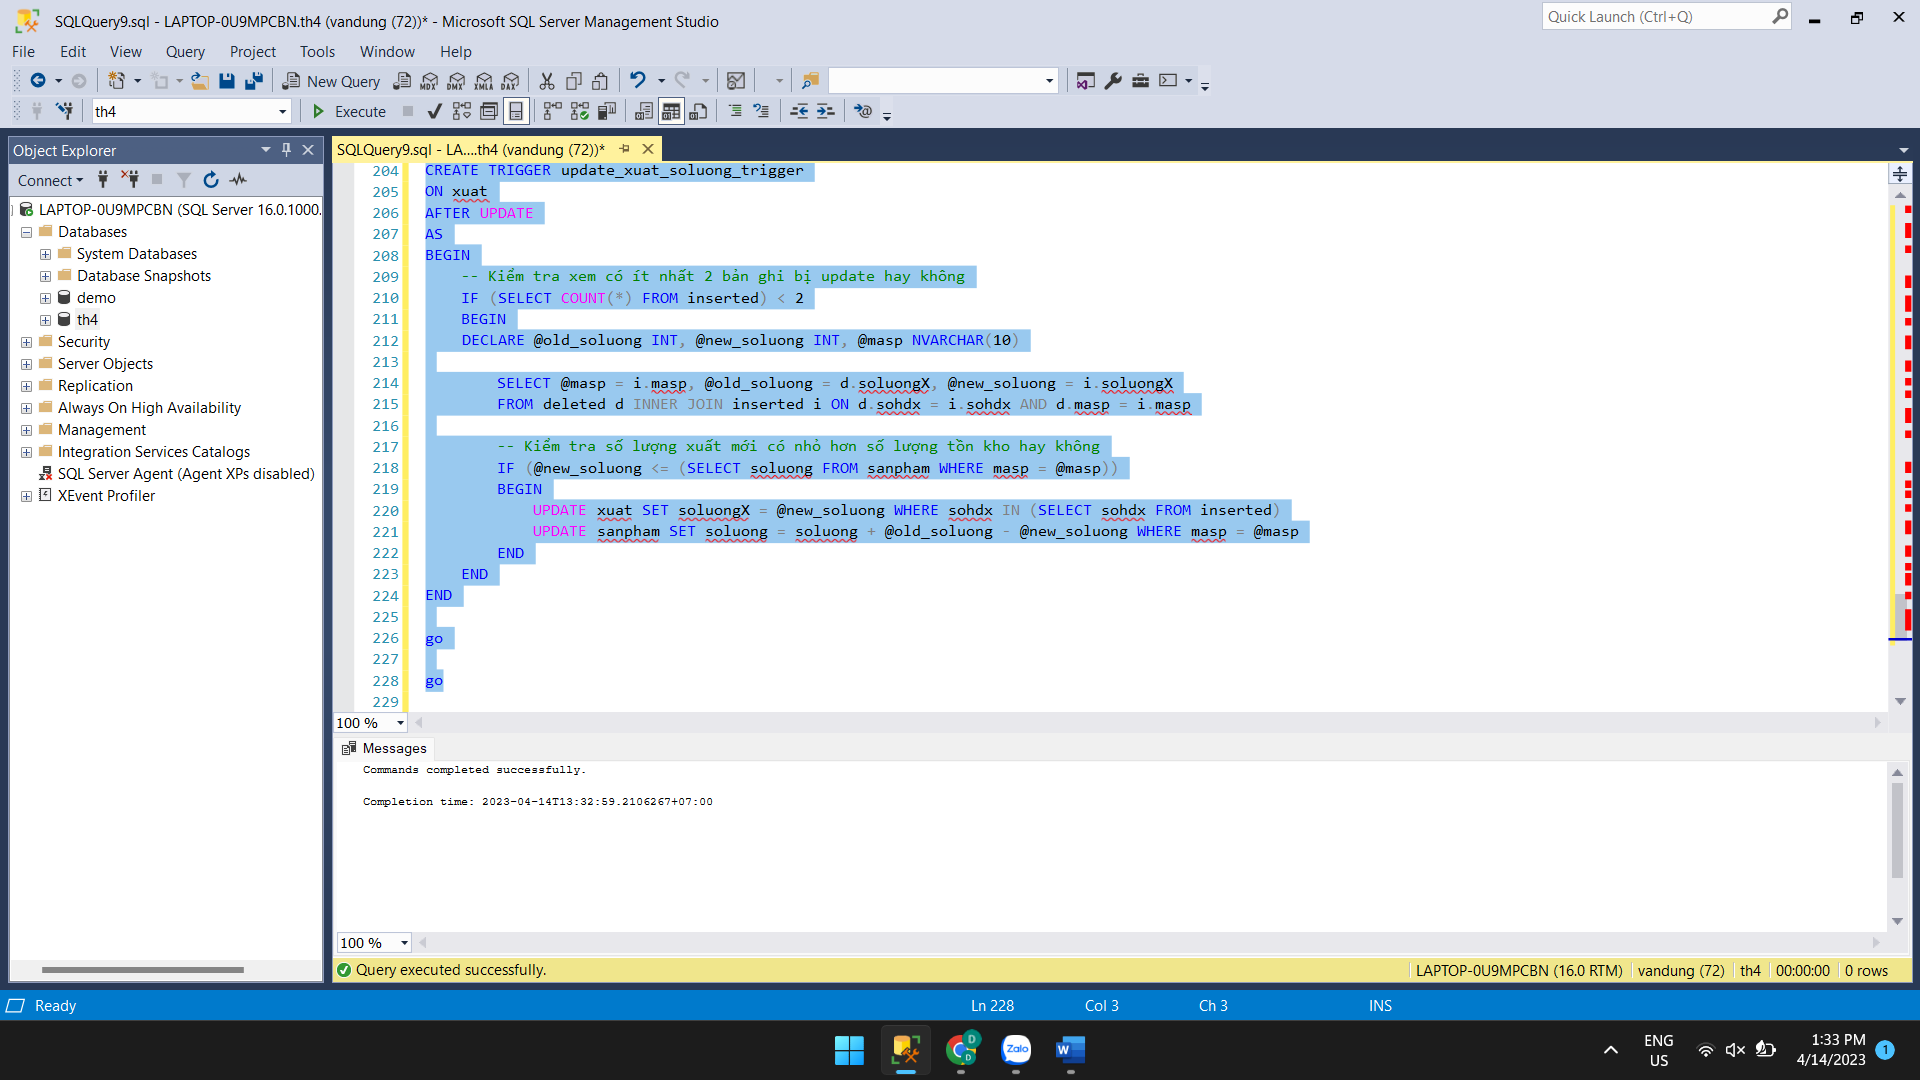 SQLQuery9.sql - LAPTOP-0U9MPCBN.th4 (vandung (72))* - Microsoft SQL Server Management Studio
Quick Launch (Ctrl+Q)
File Edit View Query Project Tools Window Help
New Query MDX DMX XMLA DAX
th4 Execute
Object Explorer
Connect
LAPTOP-0U9MPCBN (SQL Server 16.0.1000.
Databases
System Databases
Database Snapshots
demo
th4
Security
Server Objects
Replication
Always On High Availability
Management
Integration Services Catalogs
SQL Server Agent (Agent XPs disabled)
XEvent Profiler
SQLQuery9.sql - LA....th4 (vandung (72))*
204 CREATE TRIGGER update_xuat_soluong_trigger
205 ON xuat
206 AFTER UPDATE
207 AS
208 BEGIN
209 -- Kiểm tra xem có ít nhất 2 bản ghi bị update hay không
210 IF (SELECT COUNT(*) FROM inserted) < 2
211 BEGIN
212 DECLARE @old_soluong INT, @new_soluong INT, @masp NVARCHAR(10)
213
214 SELECT @masp = i.masp, @old_soluong = d.soluongX, @new_soluong = i.soluongX
215 FROM deleted d INNER JOIN inserted i ON d.sohdx = i.sohdx AND d.masp = i.masp
216
217 -- Kiểm tra số lượng xuất mới có nhỏ hơn số lượng tồn kho hay không
218 IF (@new_soluong <= (SELECT soluong FROM sanpham WHERE masp = @masp))
219 BEGIN
220 UPDATE xuat SET soluongX = @new_soluong WHERE sohdx IN (SELECT sohdx FROM inserted)
221 UPDATE sanpham SET soluong = soluong + @old_soluong - @new_soluong WHERE masp = @masp
222 END
223 END
224 END
225
226 go
227
228 go
229
100 %
Messages
Commands completed successfully.
Completion time: 2023-04-14T13:32:59.2106267+07:00
100 %
Query executed successfully. LAPTOP-0U9MPCBN (16.0 RTM) vandung (72) th4 00:00:00 0 rows
Ready Ln 228 Col 3 Ch 3 INS
D
D
Zalo
W
ENG
US
1:33 PM
4/14/2023
1